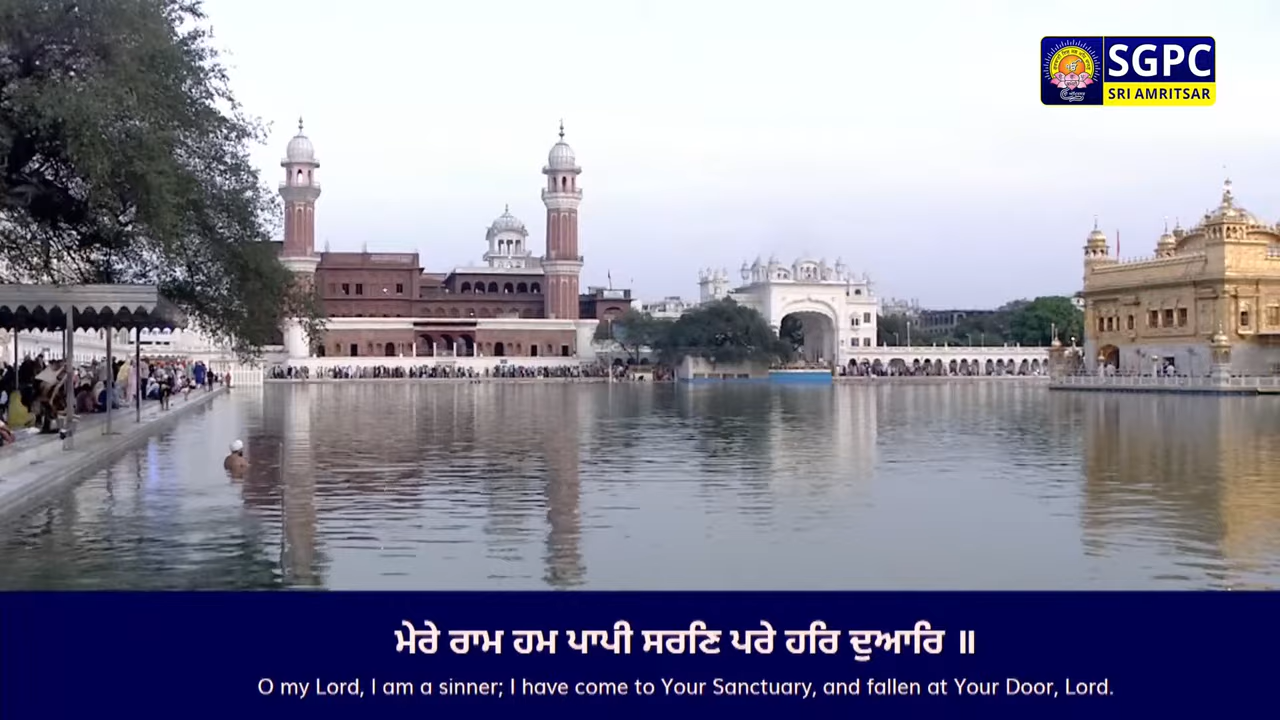 SGPC
SRI AMRITSAR
ਮੇਰੇ ਰਾਮ ਹਮ ਪਾਪੀ ਸਰਣਿ ਪਰੇ ਹਰਿ ਦੁਆਰਿ ॥
O my Lord, I am a sinner; I have come to Your Sanctuary, and fallen at Your Door, Lord.